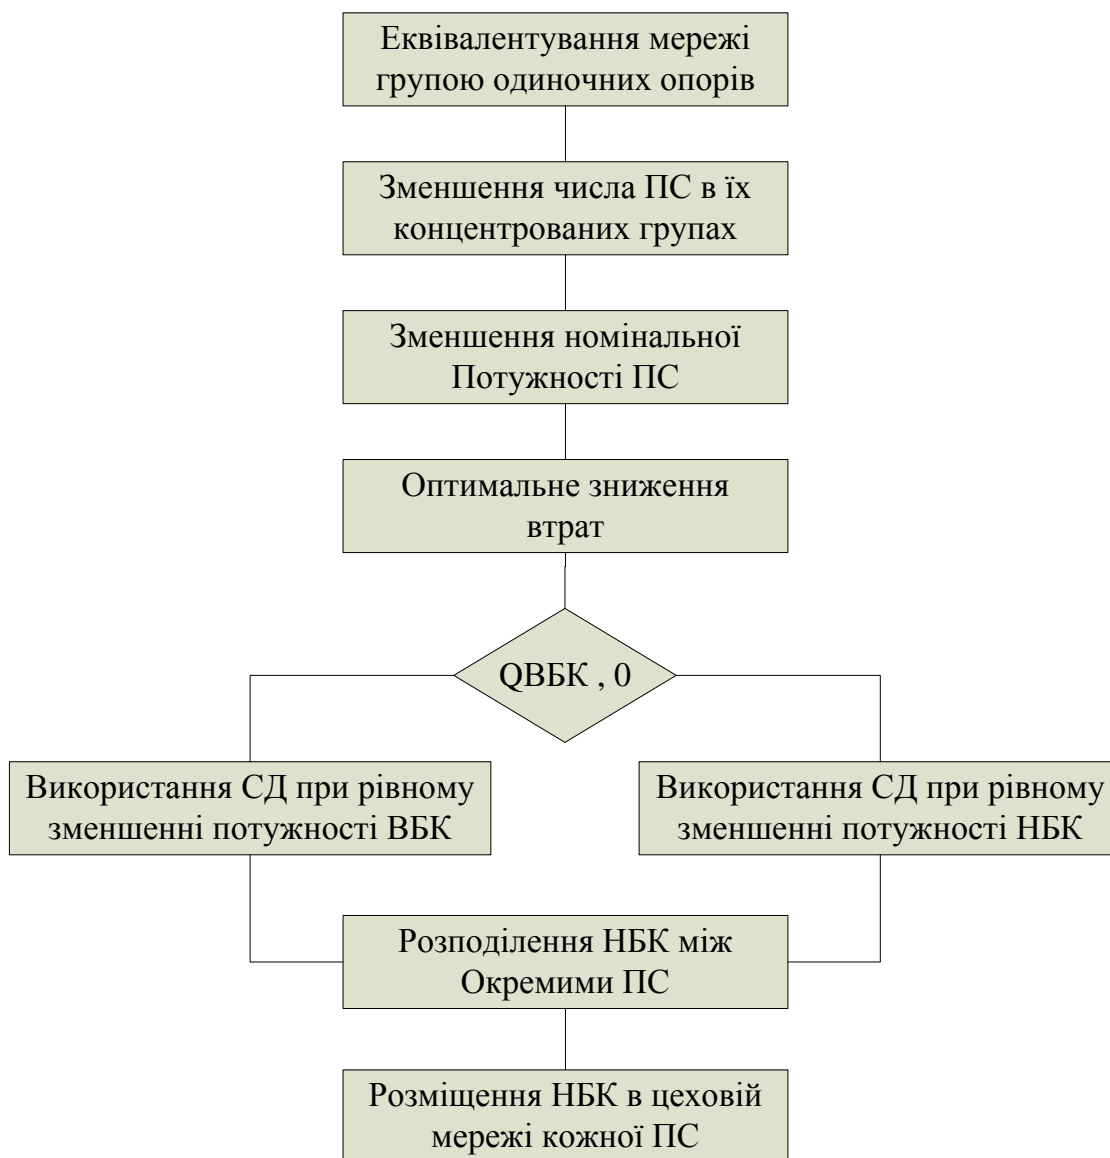 Еквівалентування мережі
групою одиночних опорів
Зменшення числа ПС в їх
концентрованих групах
Зменшення номінальної
Потужності ПС
Оптимальне зниження
втрат
QВБК , 0
Використання СД при рівному
зменшенні потужності ВБК
Використання СД при рівному
зменшенні потужності НБК
Розподілення НБК між
Окремими ПС
Розміщення НБК в цеховій
мережі кожної ПС